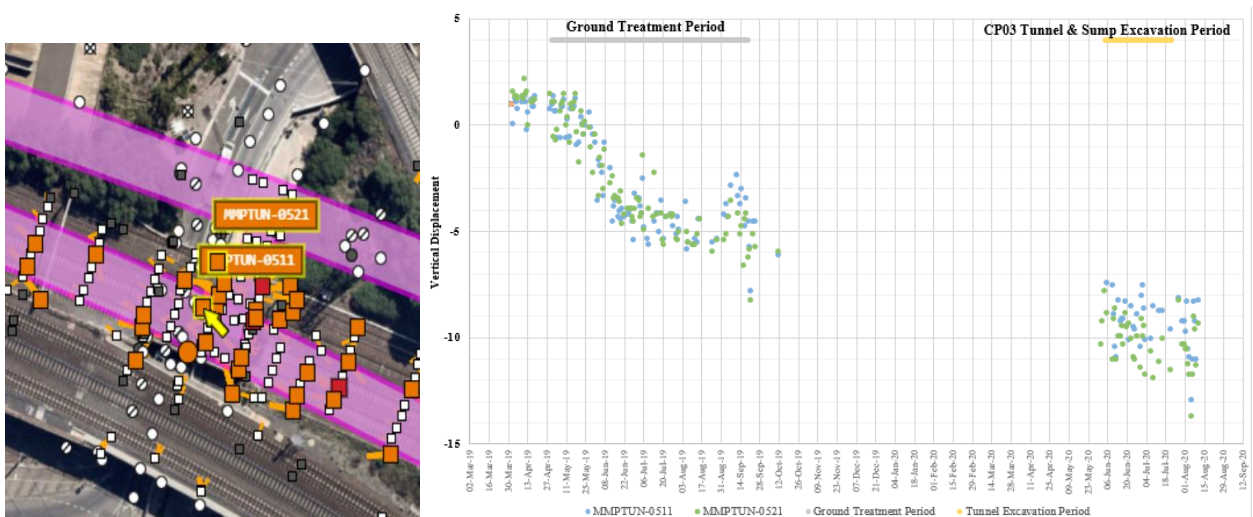 MMPTUN-0521
PTUN-0511
Ground Treatment Period
CP03 Tunnel & Sump Excavation Period
Vertical Displacement
5
0
-5
-10
-15
02-Mar-19
16-Mar-19
30-Mar-19
13-Apr-19
27-Apr-19
11-May-19
25-May-19
08-Jun-19
22-Jun-19
06-Jul-19
20-Jul-19
03-Aug-19
17-Aug-19
31-Aug-19
14-Sep-19
28-Sep-19
12-Oct-19
26-Oct-19
09-Nov-19
23-Nov-19
07-Dec-19
21-Dec-19
04-Jan-20
18-Jan-20
01-Feb-20
15-Feb-20
29-Feb-20
14-Mar-20
28-Mar-20
11-Apr-20
25-Apr-20
09-May-20
23-May-20
06-Jun-20
20-Jun-20
04-Jul-20
18-Jul-20
01-Aug-20
15-Aug-20
29-Aug-20
12-Sep-20
MMPTUN-0511 MMPTUN-0521 Ground Treatment Period Tunnel Excavation Period